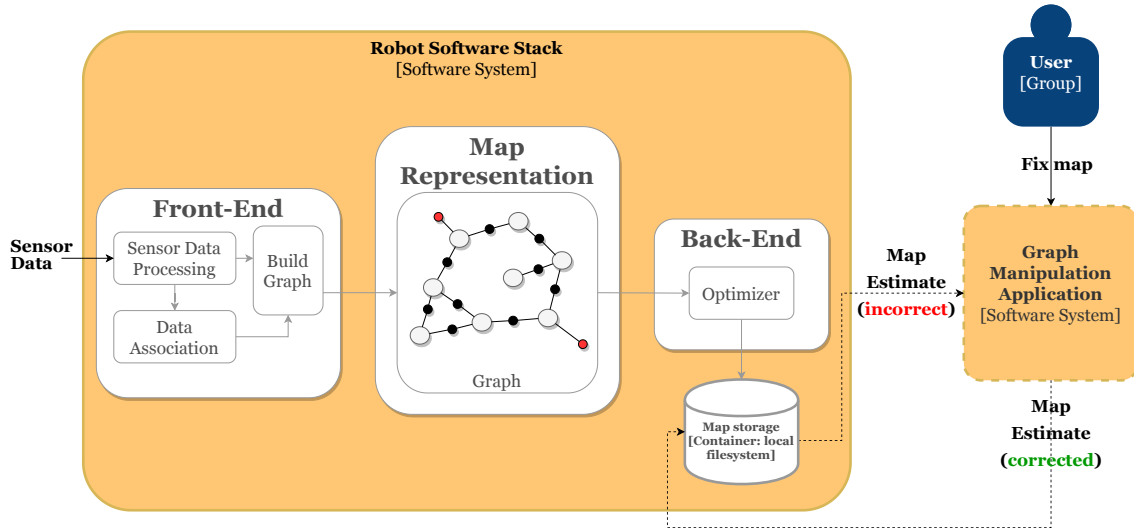 Robot Software Stack
[Software System]
User
[Group]
Fix map
Map
Representation
Front-End
Back-End
Sensor
Data
Sensor Data
Processing
Build
Graph
Data
Association
Graph
Optimizer
Map storage
[Container: local
filesystem]
Map
Estimate
(incorrect)
Graph
Manipulation
Application
[Software System]
Map
Estimate
(corrected)